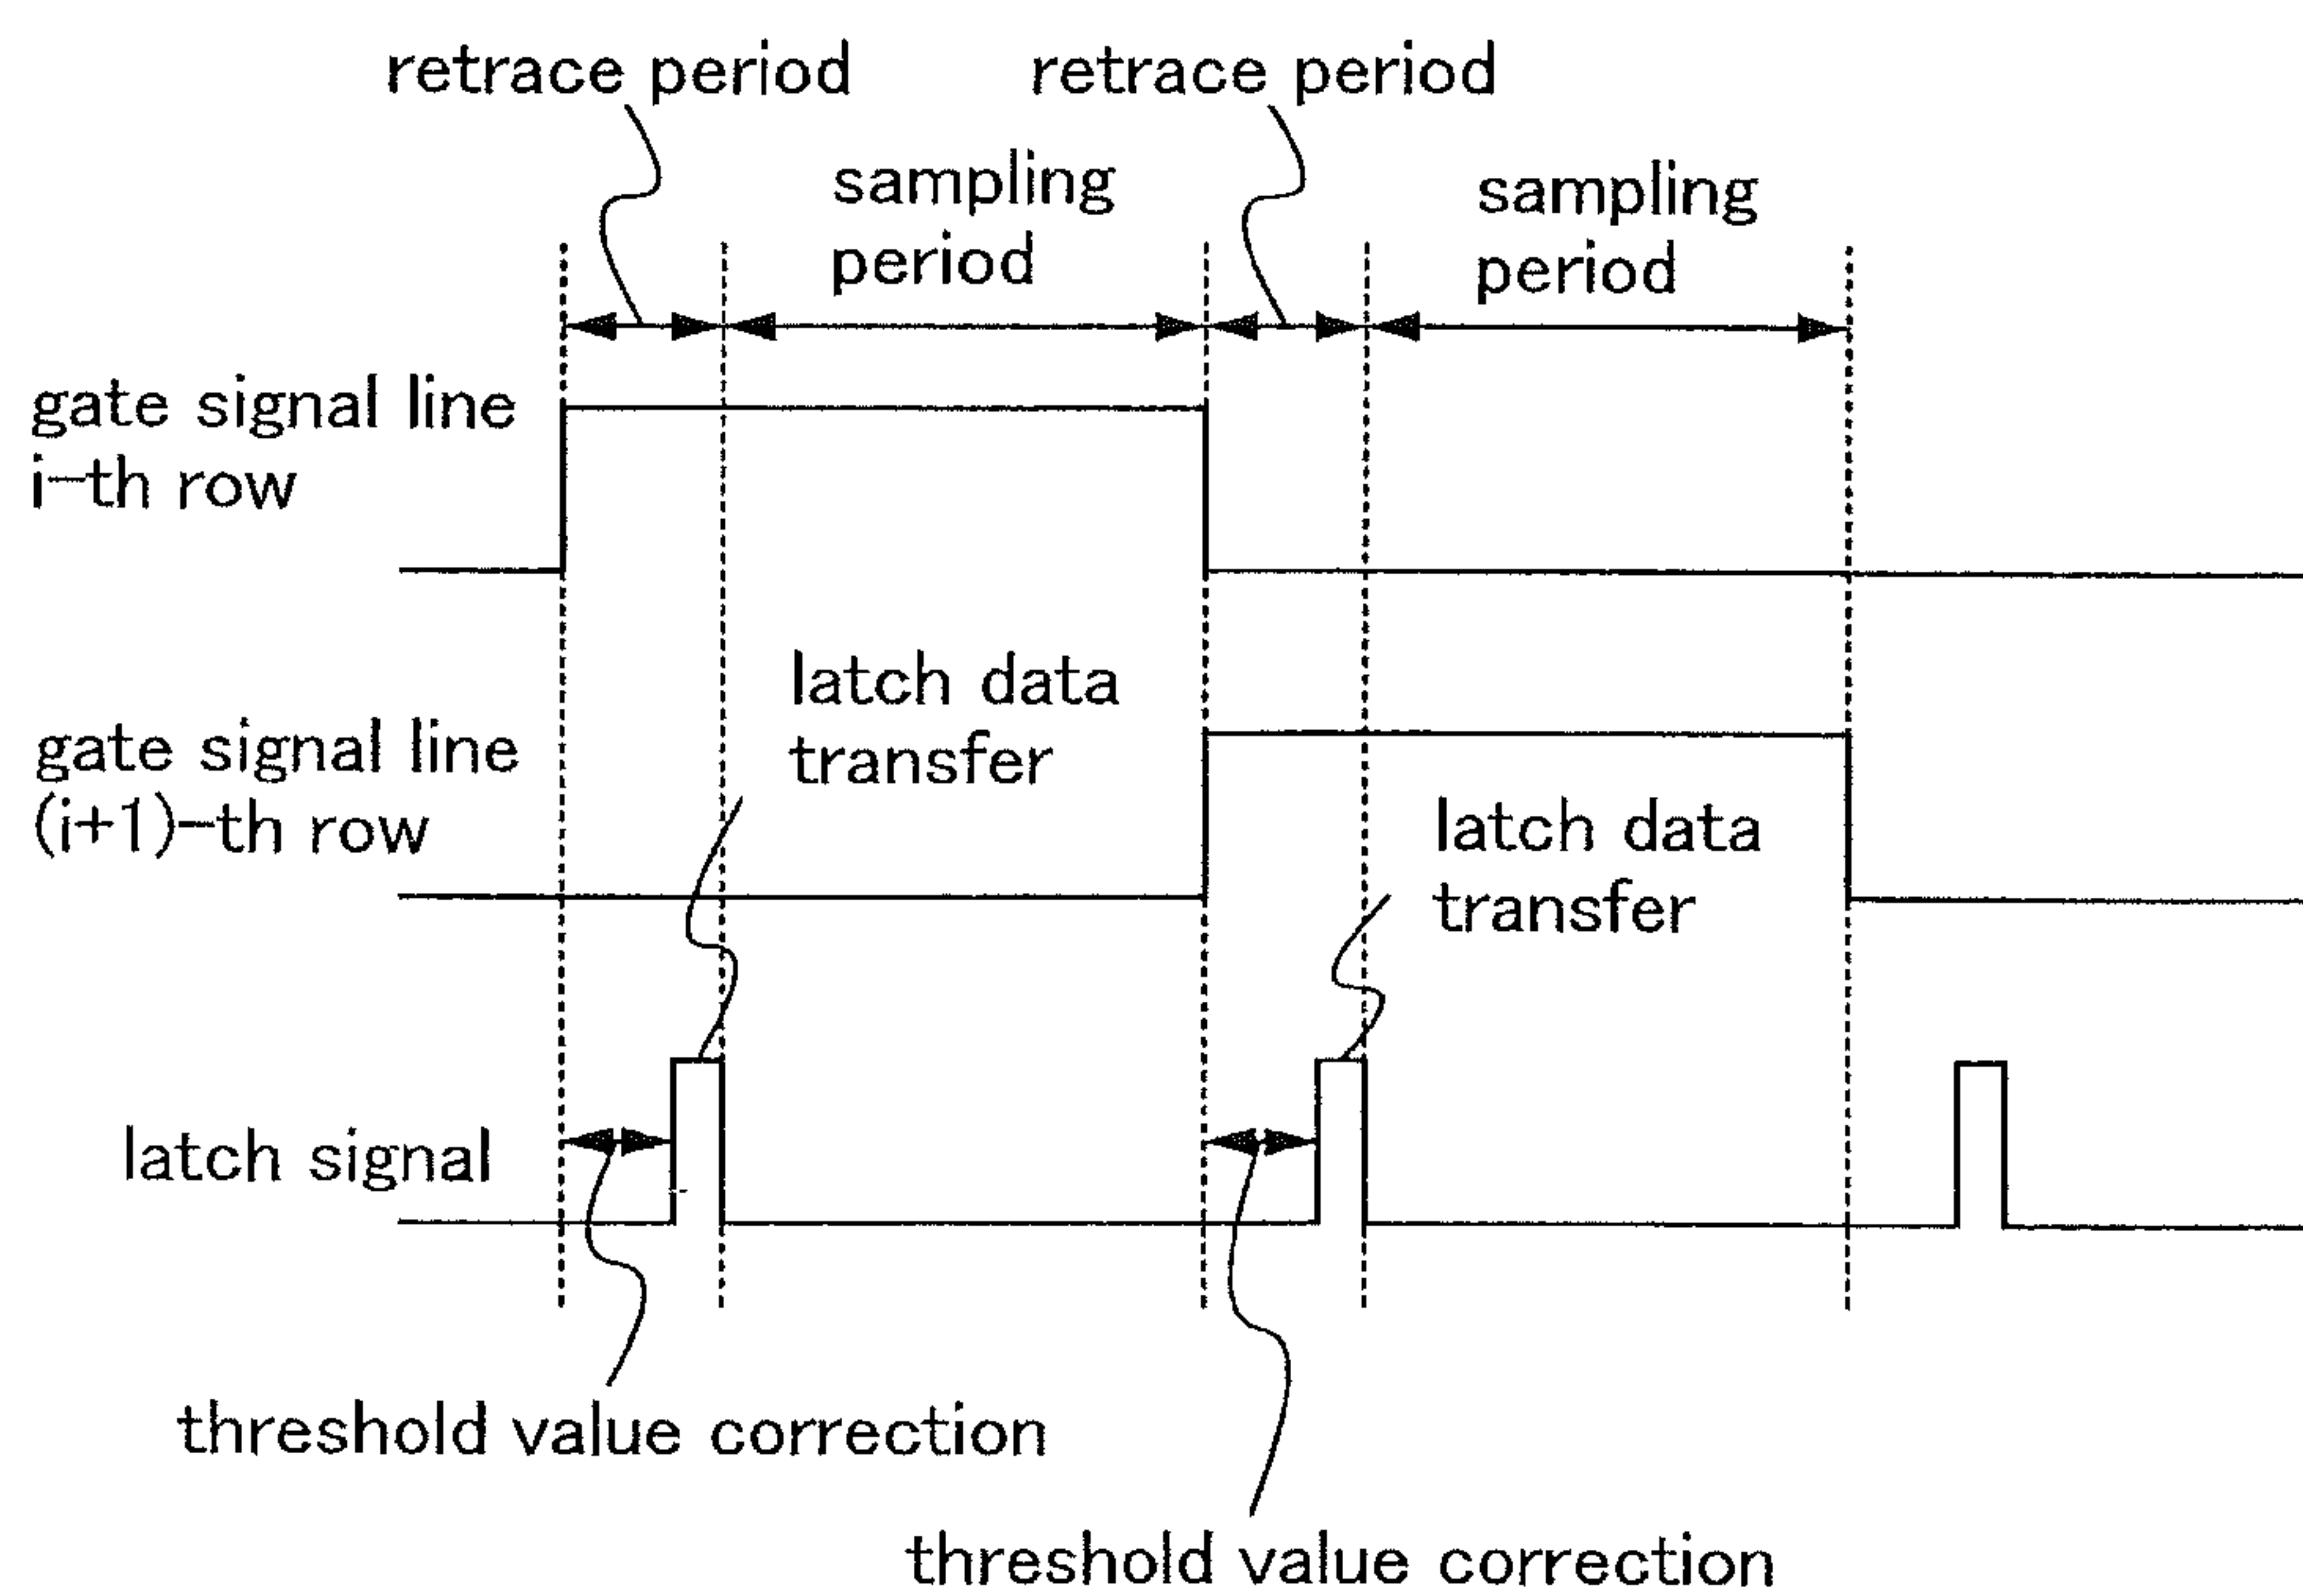 retrace period
retrace period
sampling
period
sampling
period
gate signal line
i-th row
latch data
transfer
gate signal line
(i+1)-th row
latch data
transfer
latch signal
threshold value correction
threshold value correction